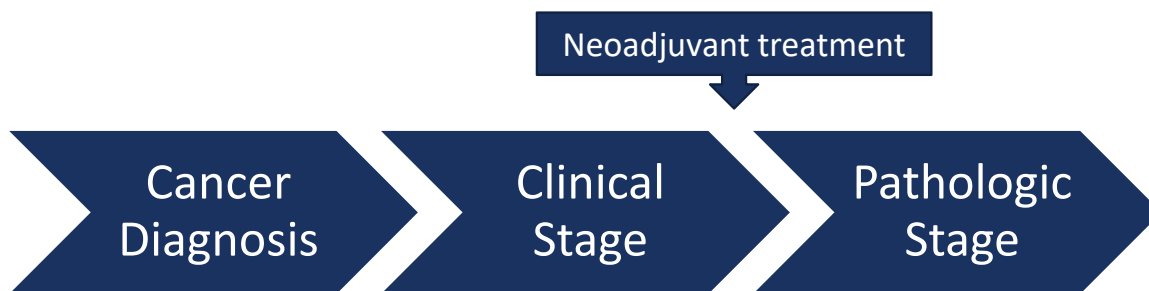 Neoadjuvant treatment
Cancer
Diagnosis
Clinical
Stage
Pathologic
Stage